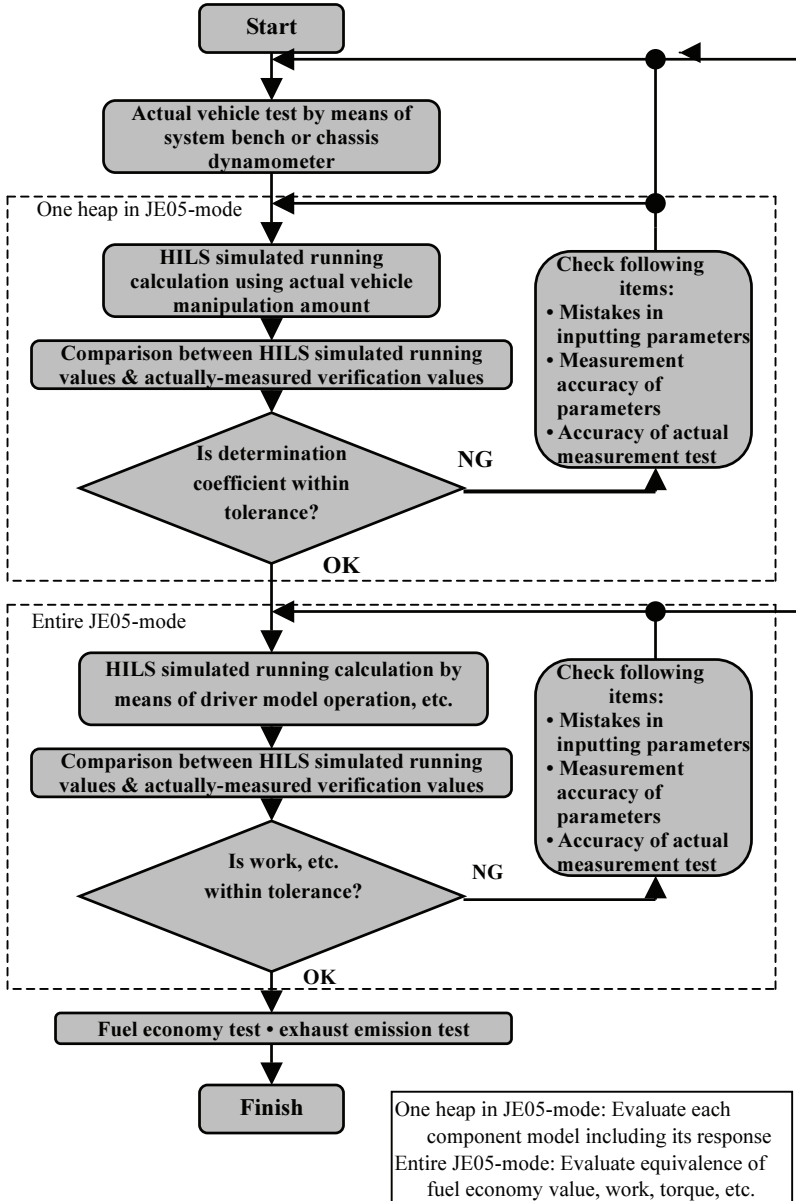 Start
Actual vehicle test by means of
system bench or chassis
dynamometer
One heap in JE05-mode
HILS simulated running
calculation using actual vehicle
manipulation amount
Comparison between HILS simulated running
values & actually-measured verification values
Is determination
coefficient within
tolerance?
NG
OK
Check following
items:
• Mistakes in
inputting parameters
• Measurement
accuracy of
parameters
• Accuracy of actual
measurement test
Entire JE05-mode
HILS simulated running calculation by
means of driver model operation, etc.
Comparison between HILS simulated running
values & actually-measured verification values
Is work, etc.
within tolerance?
NG
OK
Check following
items:
• Mistakes in
inputting parameters
• Measurement
accuracy of
parameters
• Accuracy of actual
measurement test
Fuel economy test • exhaust emission test
Finish
One heap in JE05-mode: Evaluate each
component model including its response
Entire JE05-mode: Evaluate equivalence of
fuel economy value, work, torque, etc.